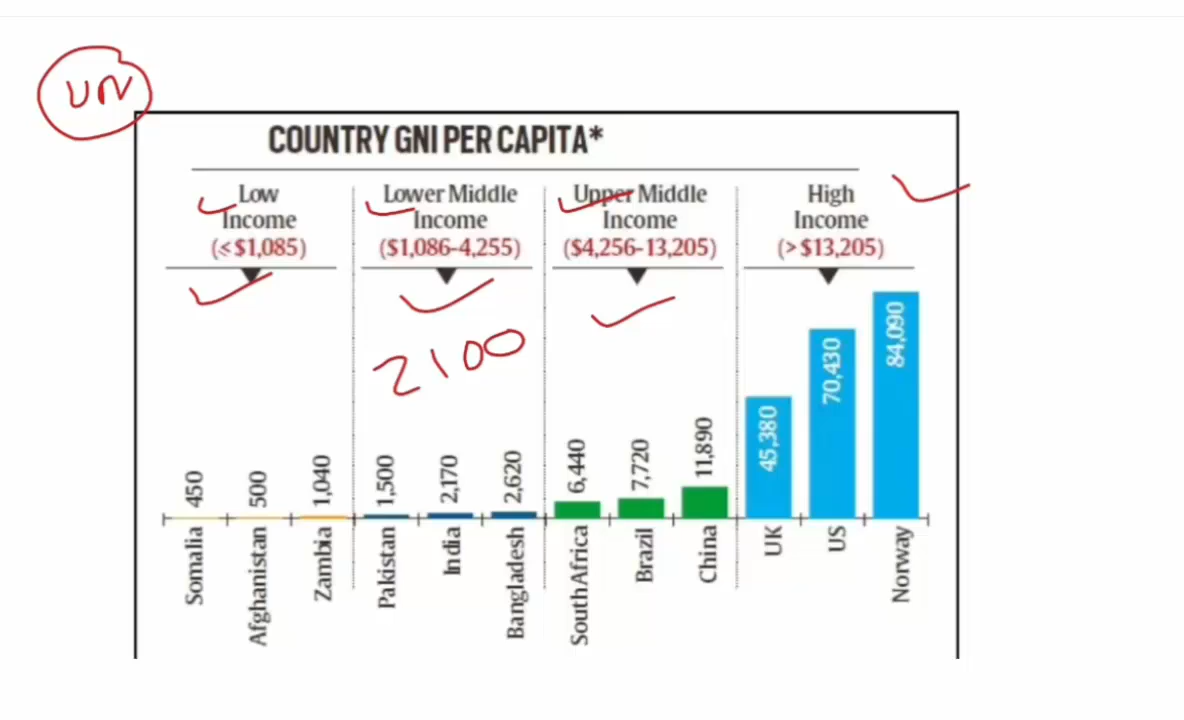 UN
COUNTRY GNI PER CAPITA*
Low
Income
(≤$1,085)
Lower Middle
Income
($1,086-4,255)
Upper Middle
Income
($4,256-13,205)
High
Income
(>$13,205)
2100
450
500
1,040
1,500
2,170
2,620
6,440
7,720
11,890
45,380
70,430
84,090
Somalia
Afghanistan
Zambia
Pakistan
India
Bangladesh
South Africa
Brazil
China
UK
US
Norway